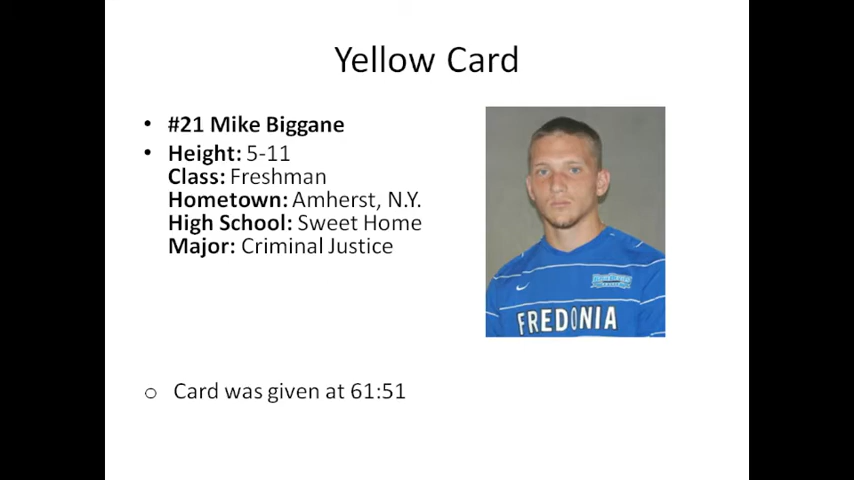 Yellow Card
• #21 Mike Biggane
• Height: 5-11
Class: Freshman
Hometown: Amherst, N.Y.
High School: Sweet Home
Major: Criminal Justice
FREDONIA
o Card was given at 61:51